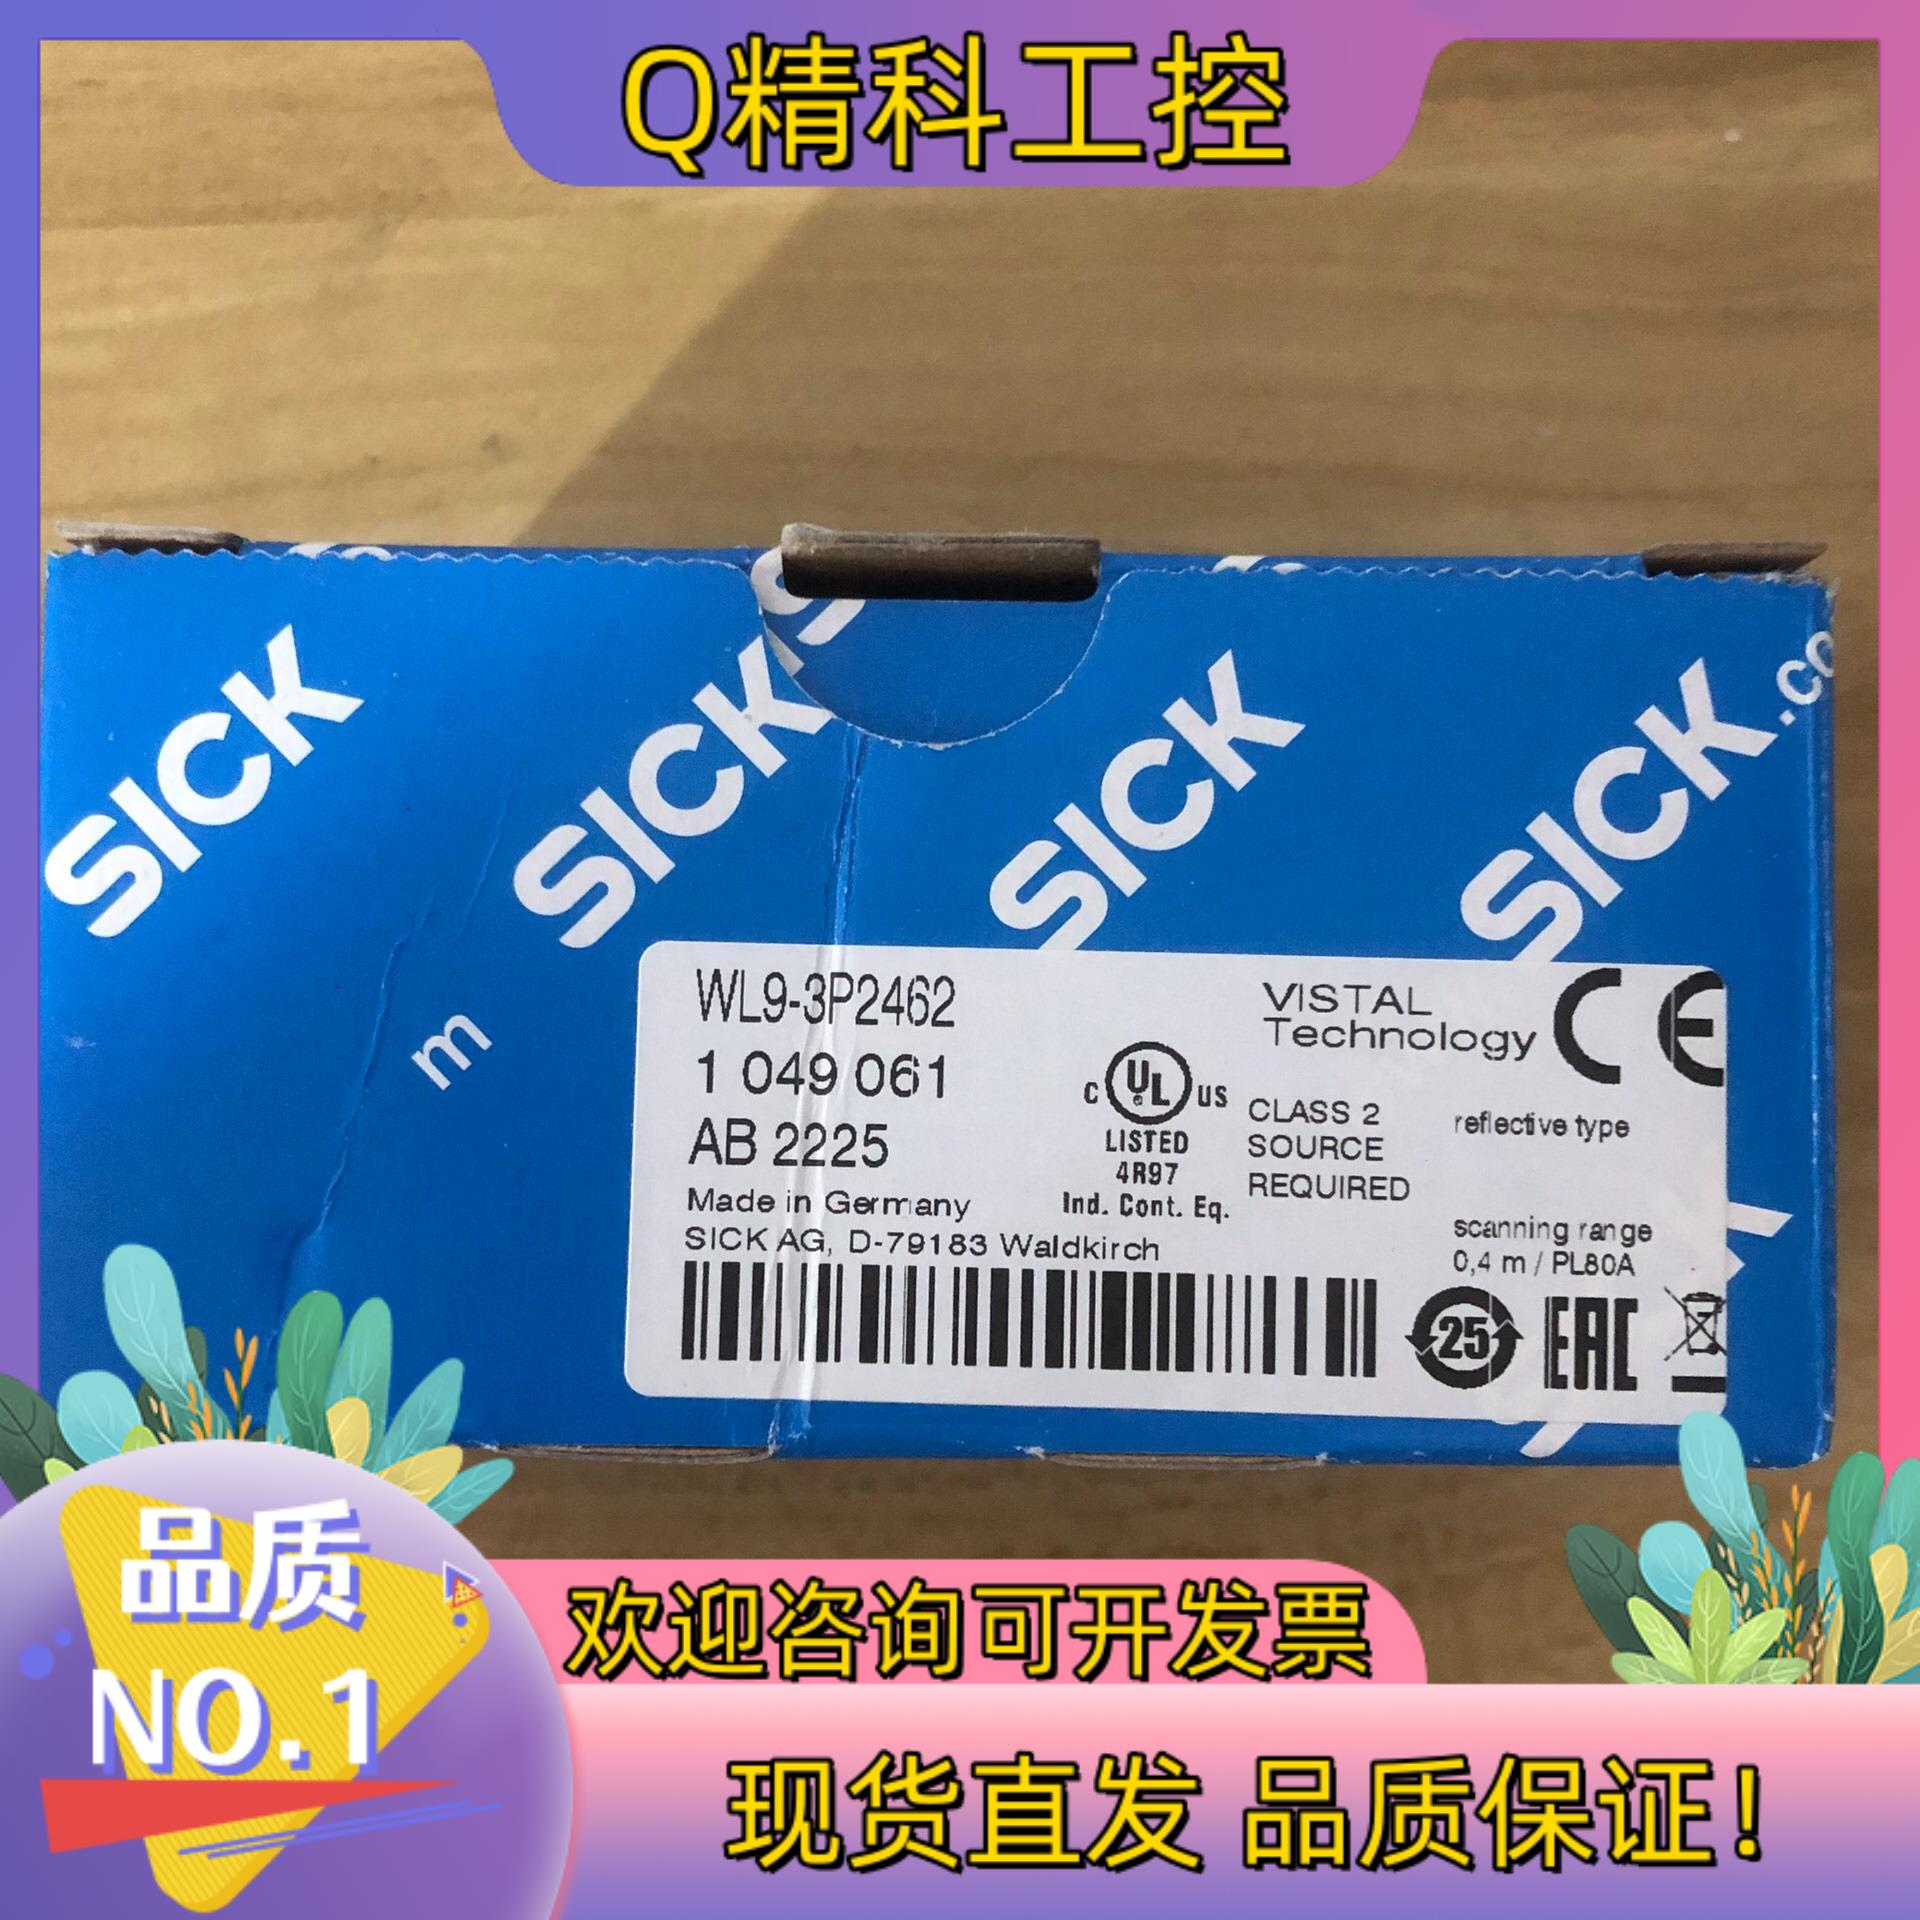 Q精科工控
SICK
SICK
SICK
SICK.co
m
WL9-3P2462
1 049 061
AB 2225
Made in Germany
SICK AG, D-79183 Waldkirch
C UL US
LISTED
4R97
Ind. Cont. Eq.
VISTAL
Technology
CE
CLASS 2
SOURCE
REQUIRED
reflective type
scanning range
0,4 m / PL80A
25
EAC
品质
NO.1
欢迎咨询可开发票
现货直发 品质保证！